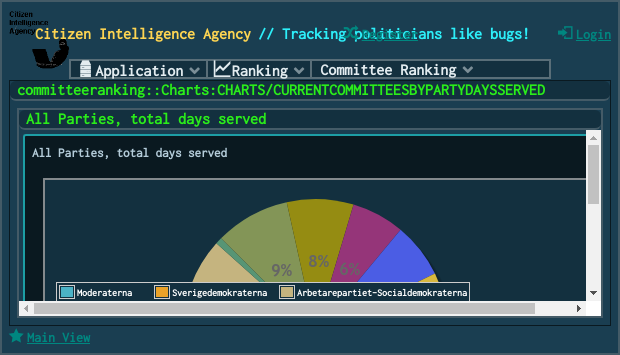 Citizen
Intelligence
Agency
Citizen Intelligence Agency // Tracking politicians like bugs!
Register
Login
Application
Ranking
Committee Ranking
committeeranking::Charts:CHARTS/CURRENTCOMMITTEESBYPARTYDAYSSERVED
All Parties, total days served
All Parties, total days served
9%
8%
6%
Moderaterna
Sverigedemokraterna
Arbetarepartiet-Socialdemokraterna
Main View